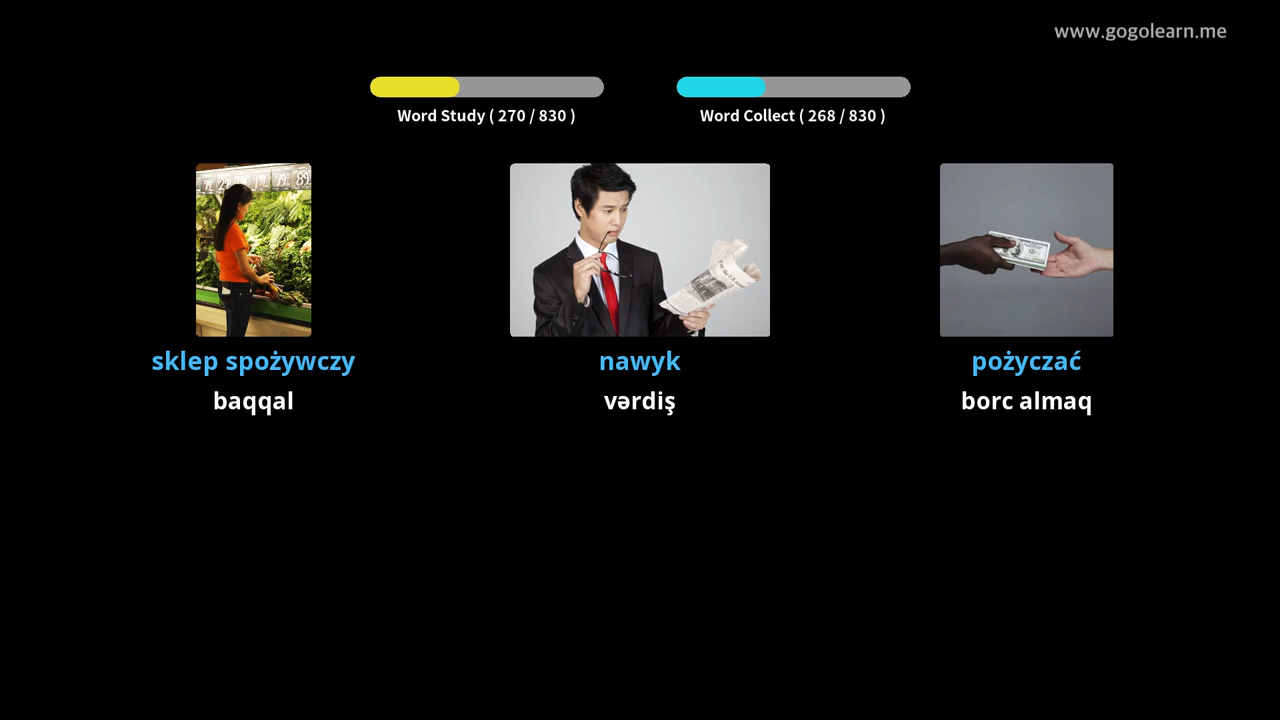 www.gogolearn.me
Word Study ( 270 / 830 )
Word Collect ( 268 / 830 )
sklep spożywczy
nawyk
pożyczać
baqqal
vərdiş
borc almaq